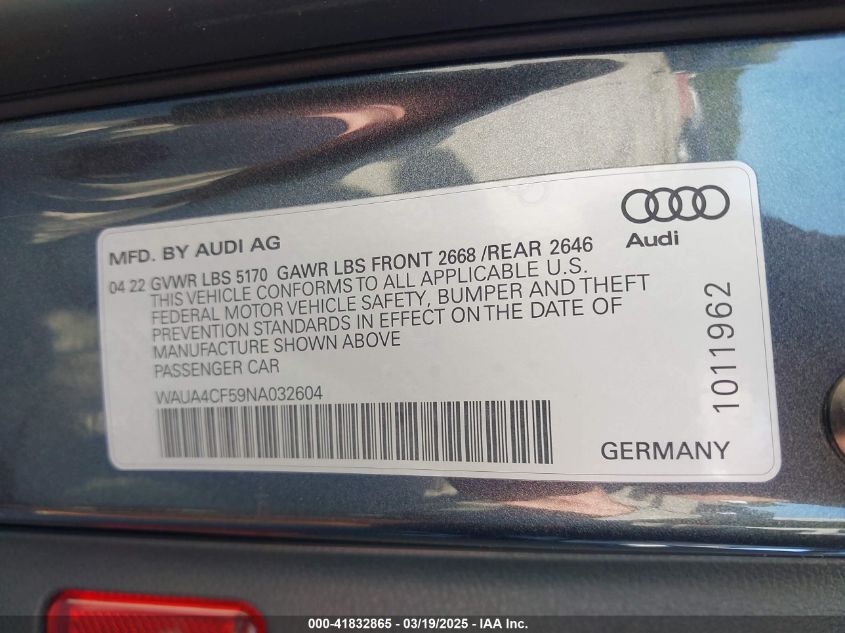 Audi
MFD. BY AUDI AG
04 22 GVWR LBS 5170 GAWR LBS FRONT 2668 /REAR 2646
THIS VEHICLE CONFORMS TO ALL APPLICABLE U.S.
FEDERAL MOTOR VEHICLE SAFETY, BUMPER AND THEFT
PREVENTION STANDARDS IN EFFECT ON THE DATE OF
MANUFACTURE SHOWN ABOVE
PASSENGER CAR
WAUA4CF59NA032604
GERMANY
1011962
000-41832865 - 03/19/2025 - IAA Inc.